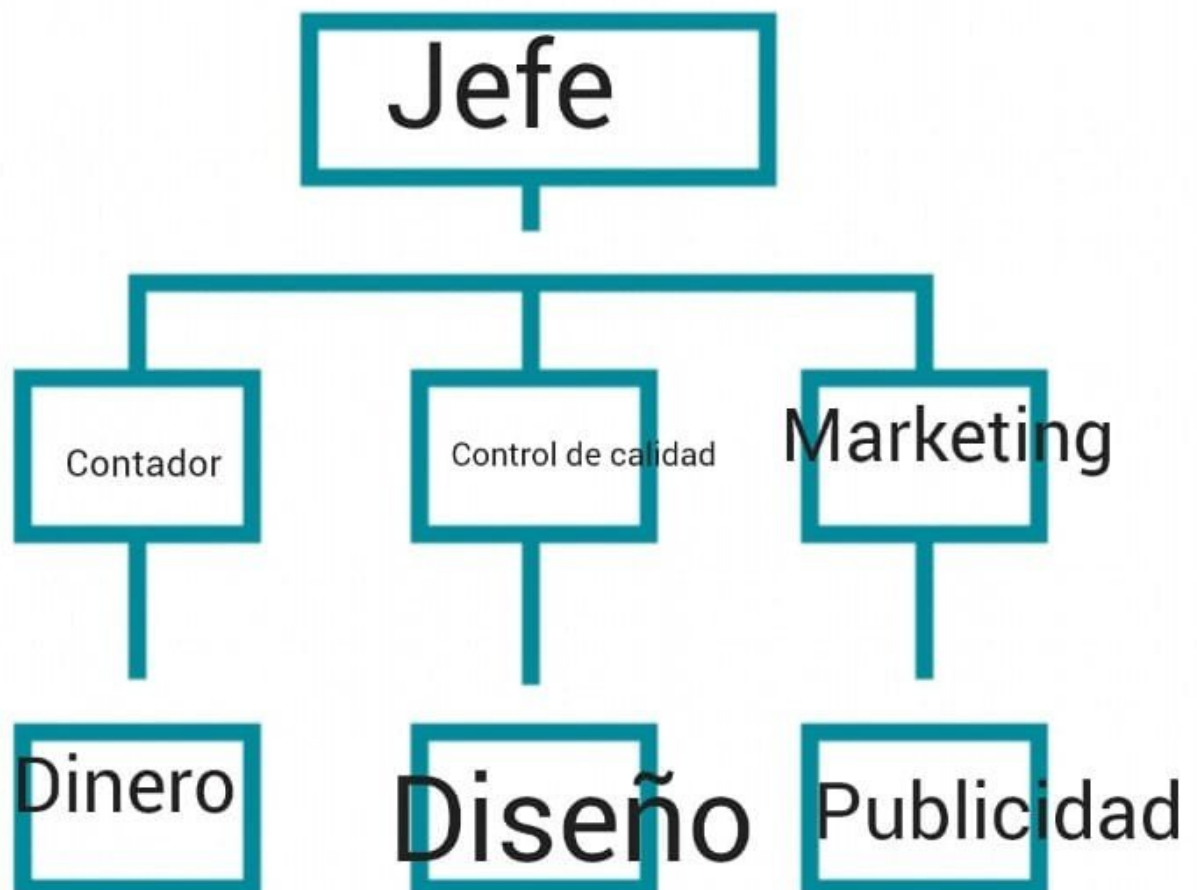 Jefe
Contador
Control de calidad
Marketing
Dinero
Diseño
Publicidad